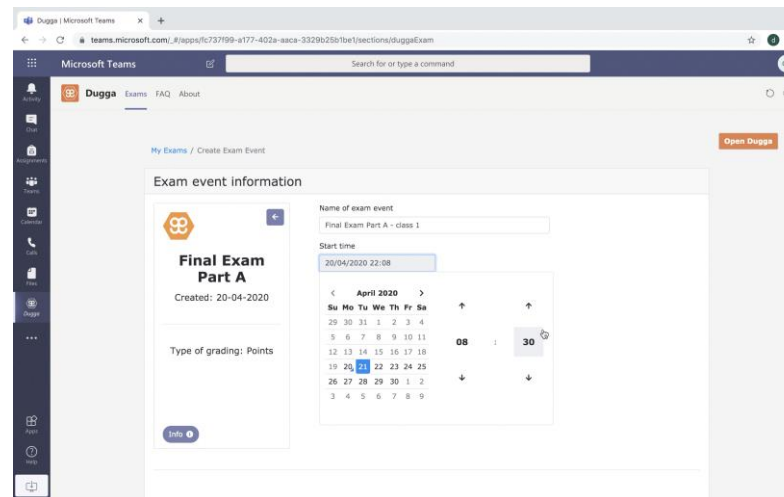 Dugga | Microsoft Teams
teams.microsoft.com/_#/apps/fc737f99-a177-402a-aaca-3329b25b1be1/sections/duggaExam
Microsoft Teams
Search for or type a command
Dugga Exams FAQ About
Activity
Chat
Assignments
Teams
Calendar
Calls
Files
Dugga
Apps
Help
Open Dugga
My Exams / Create Exam Event
Exam event information
Final Exam
Part A
Created: 20-04-2020
Type of grading: Points
Info
Name of exam event
Final Exam Part A - class 1
Start time
20/04/2020 22:08
April 2020
Su Mo Tu We Th Fr Sa
29 30 31 1 2 3 4
5 6 7 8 9 10 11
12 13 14 15 16 17 18
19 20 21 22 23 24 25
26 27 28 29 30 1 2
3 4 5 6 7 8 9
08 : 30